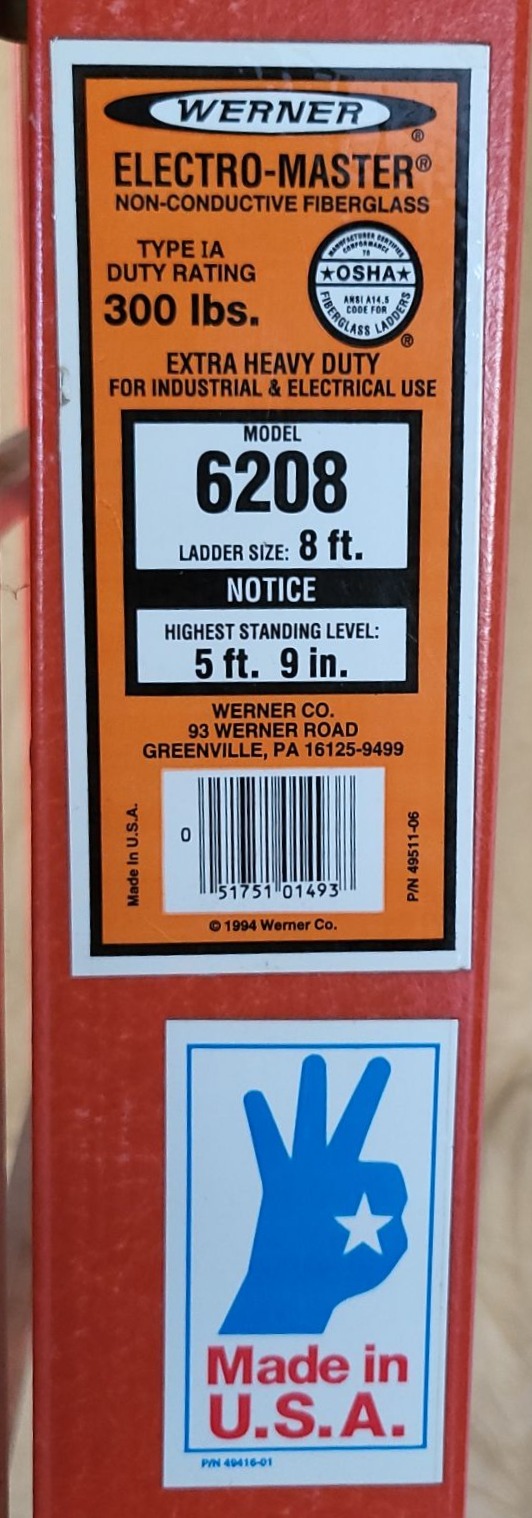 WERNER
®
ELECTRO-MASTER®
NON-CONDUCTIVE FIBERGLASS
TYPE IA
DUTY RATING
300 lbs.
MANUFACTURER CERTIFIES
CONFORMANCE
TO
★OSHA★
ANSI A14.5
CODE FOR
FIBERGLASS LADDERS
®
EXTRA HEAVY DUTY
FOR INDUSTRIAL & ELECTRICAL USE
MODEL
6208
LADDER SIZE: 8 ft.
NOTICE
HIGHEST STANDING LEVEL:
5 ft. 9 in.
WERNER CO.
93 WERNER ROAD
GREENVILLE, PA 16125-9499
Made In U.S.A.
0
51751 01493
P/N 49511-06
© 1994 Werner Co.
Made in
U.S.A.
P/N 49416-01